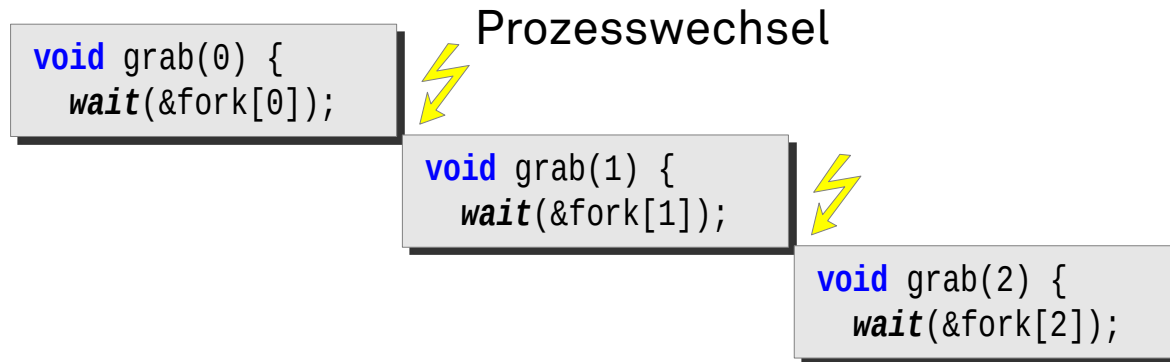 Prozesswechsel
void grab(0) {
wait(&fork[0]);
void grab(1) {
wait(&fork[1]);
void grab(2) {
wait(&fork[2]);